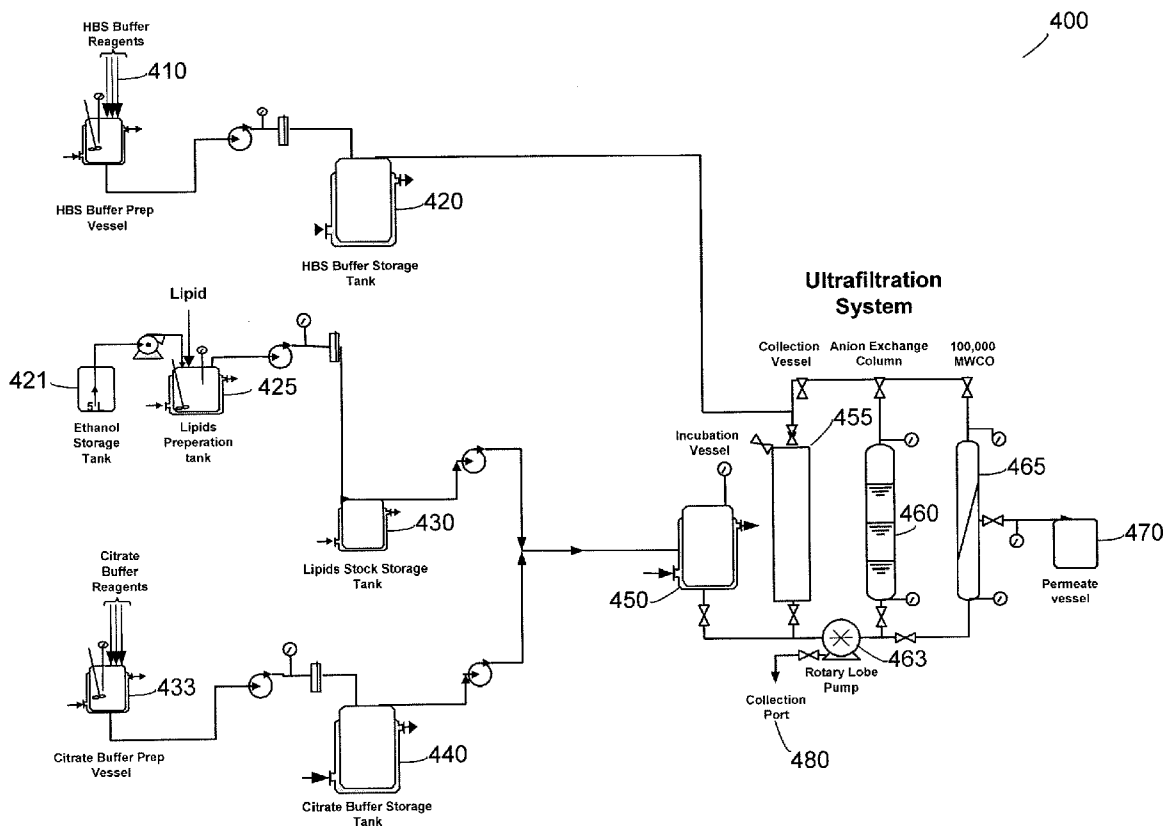 HBS Buffer
Reagents
410
400
HBS Buffer Prep
Vessel
420
HBS Buffer Storage
Tank
Lipid
421
5 L
425
Ethanol
Storage
Tank
Lipids
Preperation
tank
Ultrafiltration
System
Collection
Vessel
Anion Exchange
Column
100,000
MWCO
Incubation
Vessel
455
465
460
470
430
Lipids Stock Storage
Tank
450
Permeate
vessel
Citrate
Buffer
Reagents
433
463
Rotary Lobe
Pump
Collection
Port
480
Citrate Buffer Prep
Vessel
440
Citrate Buffer Storage
Tank